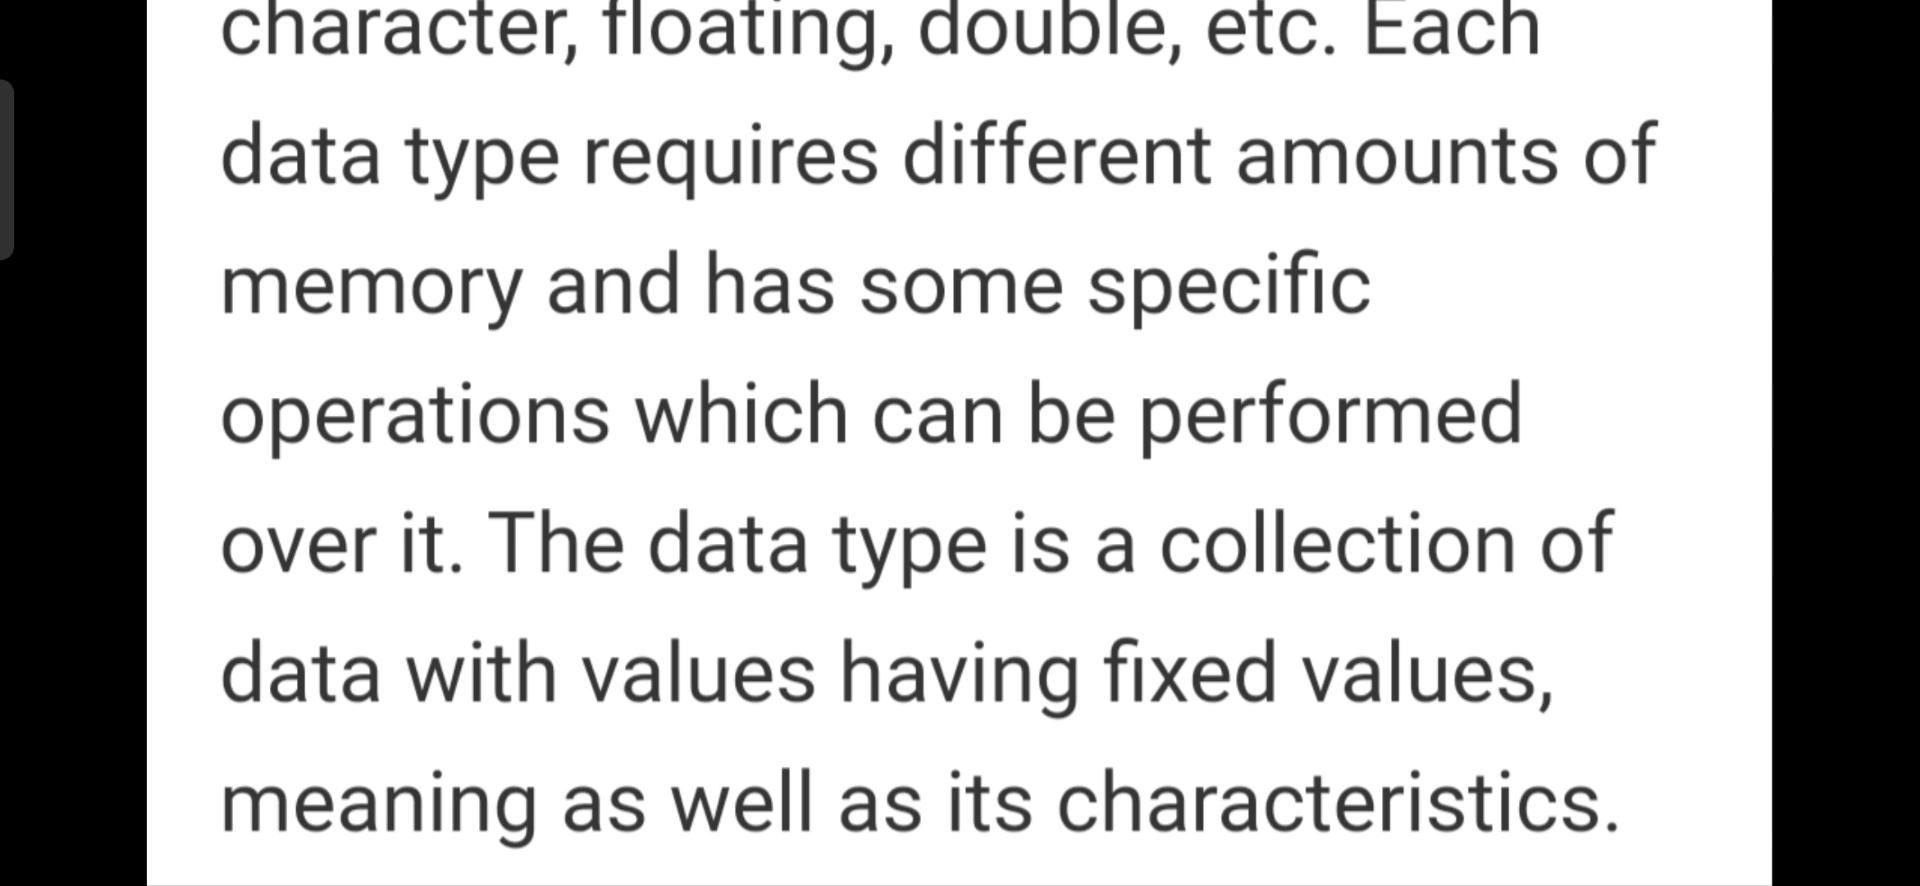 character, floating, double, etc. Each
data type requires different amounts of
memory and has some specific
operations which can be performed
over it. The data type is a collection of
data with values having fixed values,
meaning as well as its characteristics.